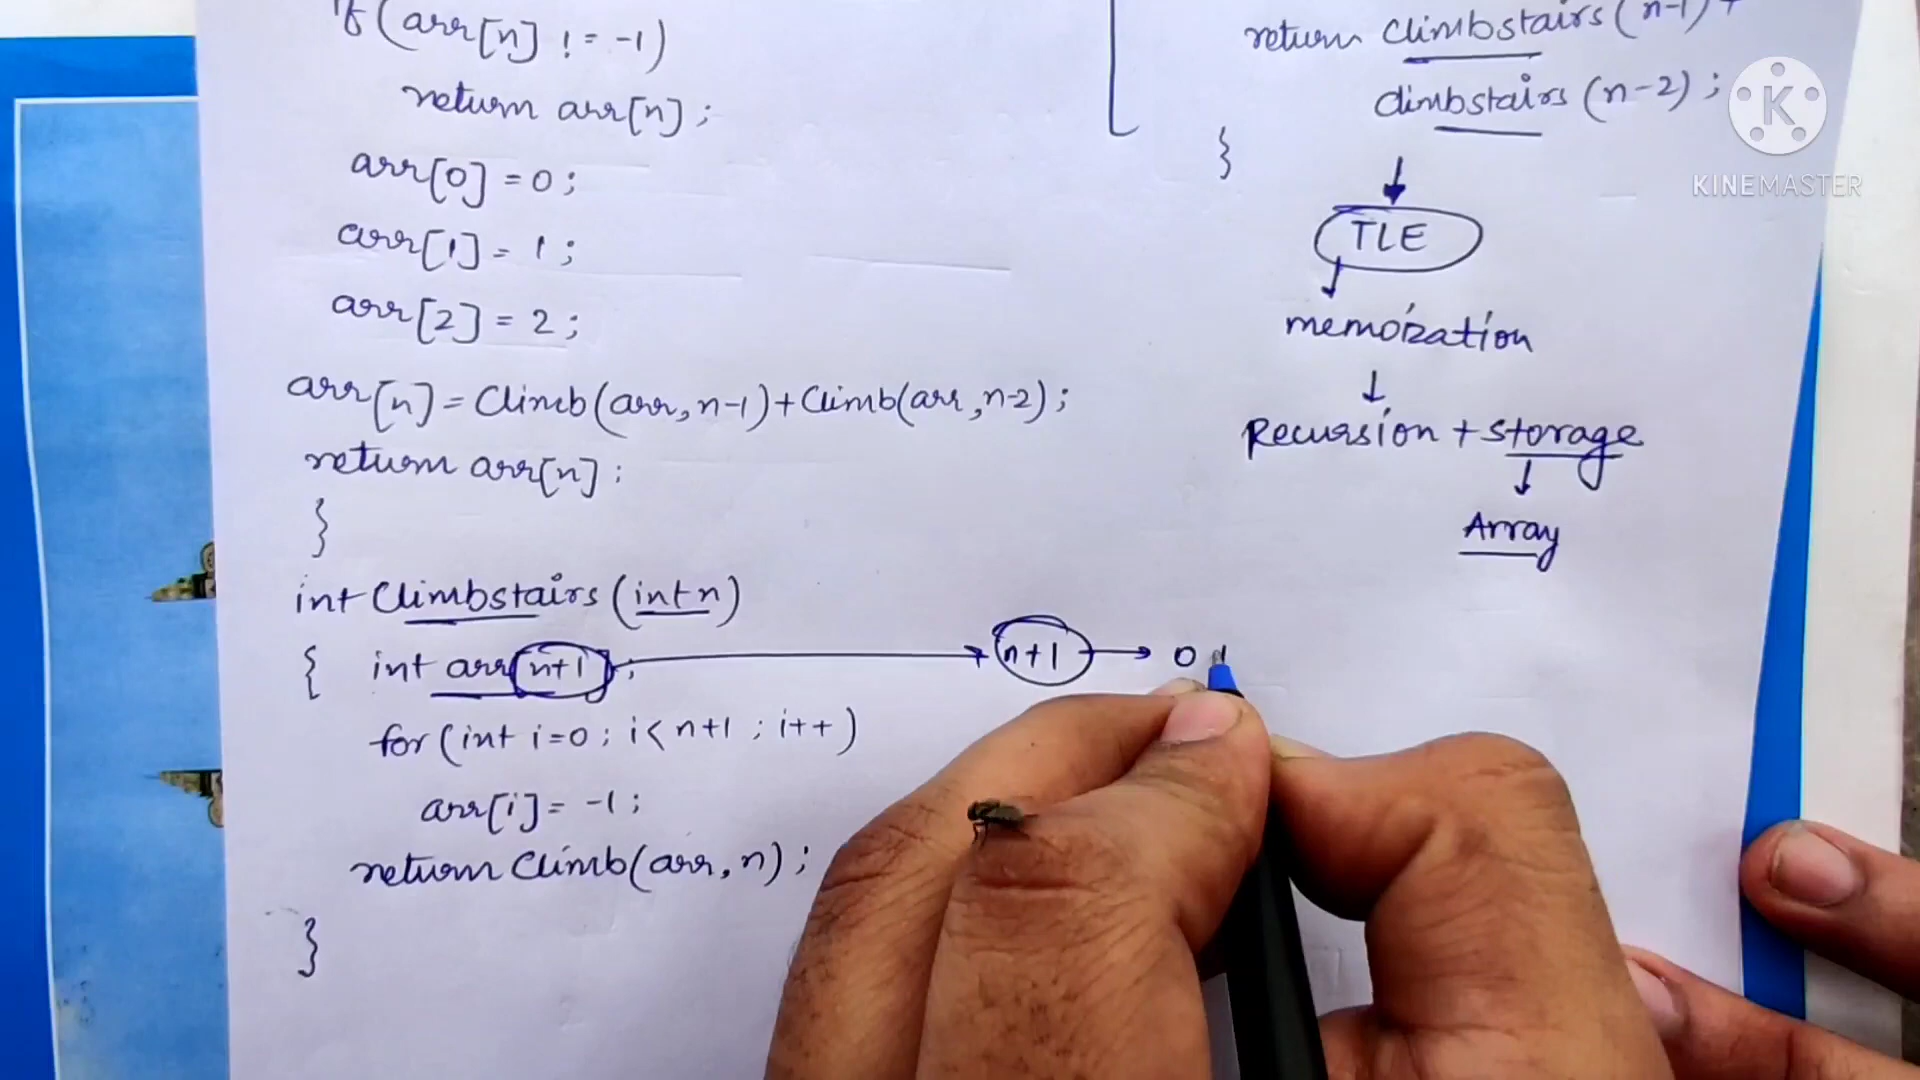 if (arr[n] != -1)
return arr[n];
arr[0] = 0;
arr[1] = 1;
arr[2] = 2;
arr[n] = Climb(arr, n-1) + Climb(arr, n-2);
return arr[n];
}
int Climbstairs (int n)
{ int arr[n+1]; n+1 0 1
for (int i=0; i< n+1 ; i++)
arr[i] = -1;
return Climb(arr, n);
}
return Climbstairs (n-1) +
climbstairs (n-2) ;
}
TLE
memoization
Recursion + storage
Array
K
KINEMASTER